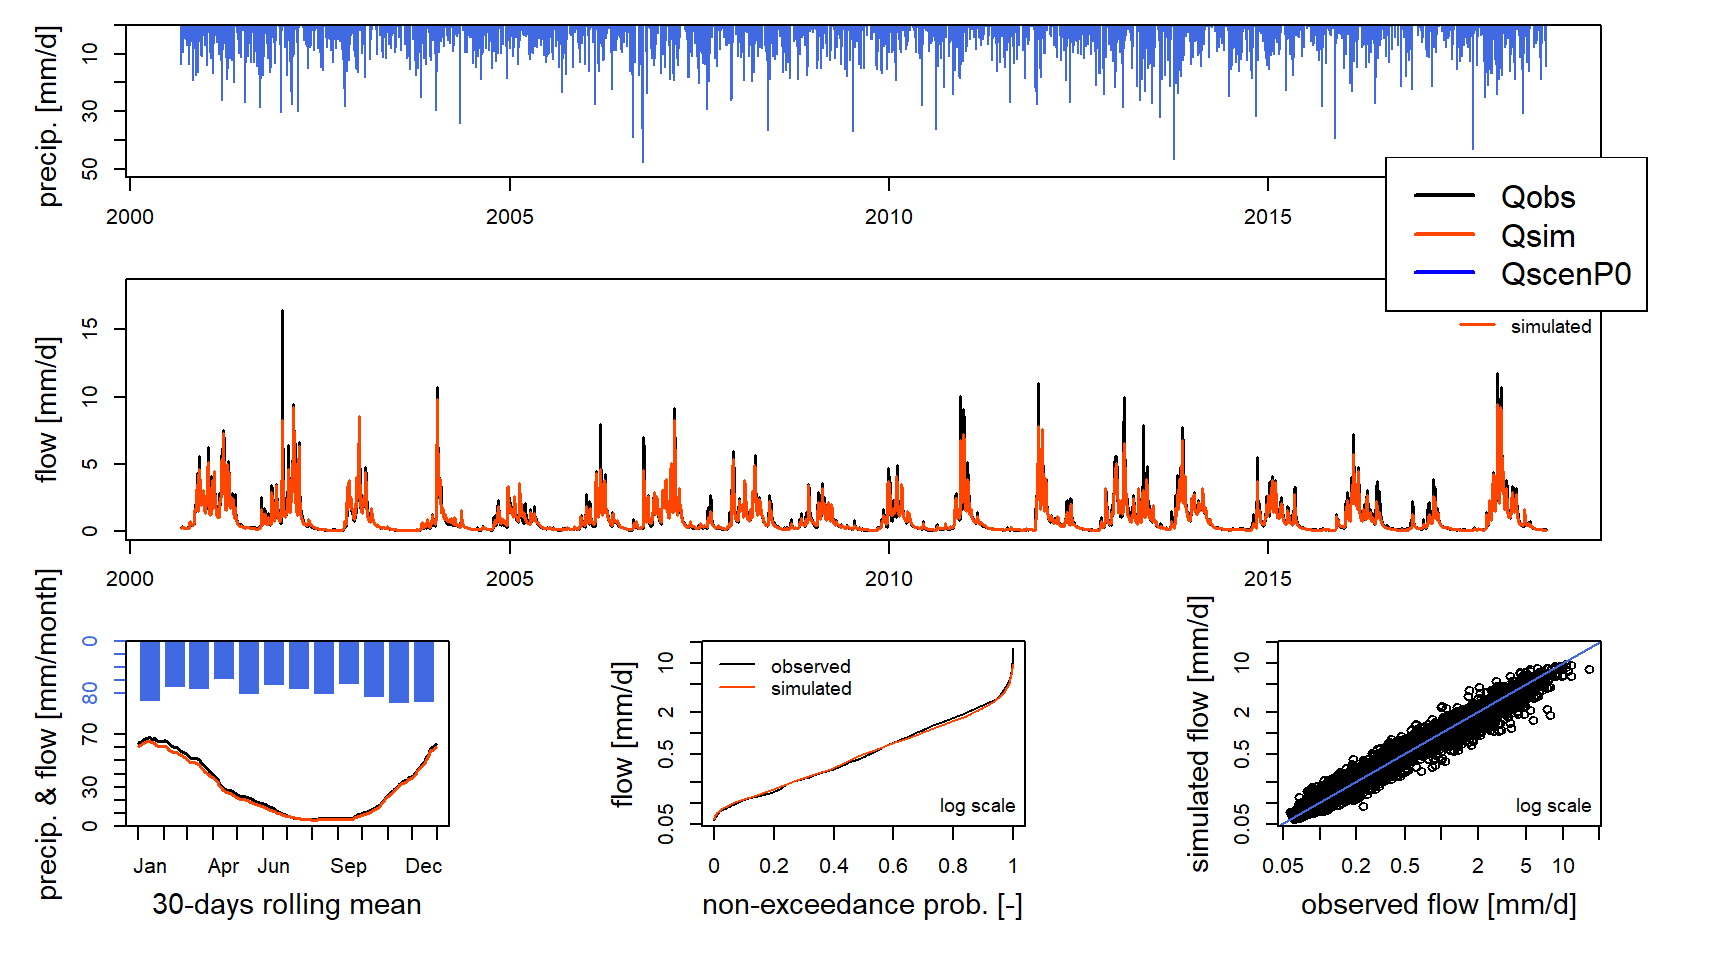 precip. [mm/d]
10
30
50
2000
2005
2010
2015
Qobs
Qsim
QscenP0
simulated
flow [mm/d]
0
5
10
15
2000
2005
2010
2015
precip. & flow [mm/month]
0
80
70
30
0
Jan
Apr
Jun
Sep
Dec
30-days rolling mean
flow [mm/d]
10
2
0.5
0.05
observed
simulated
log scale
0
0.2
0.4
0.6
0.8
1
non-exceedance prob. [-]
simulated flow [mm/d]
10
2
0.5
0.05
log scale
0.05
0.2
0.5
2
5
10
observed flow [mm/d]